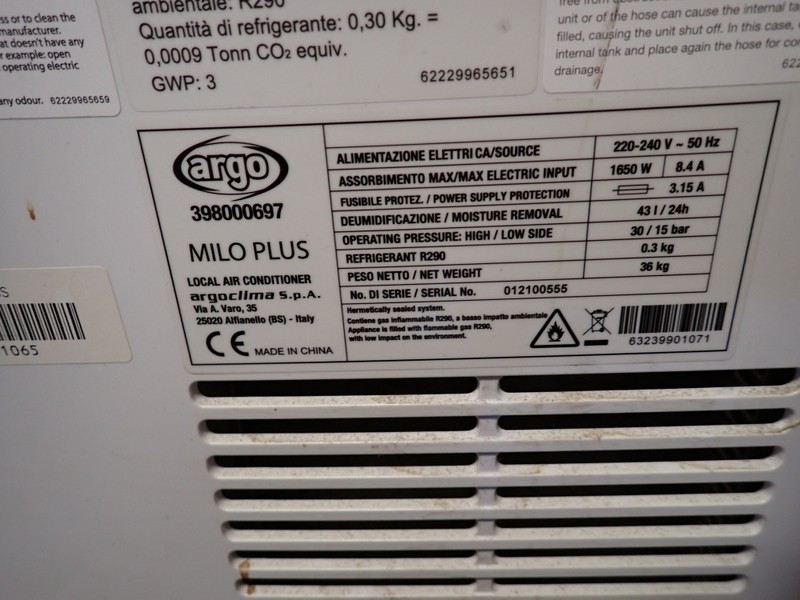 ss or to clean the
manufacturer.
at doesn't have any
r example: open
operating electric
any odour. 62229965659
ambientale: R290
Quantità di refrigerante: 0,30 Kg. =
0,0009 Tonn CO₂ equiv.
GWP: 3
62229965651
unit or of the hose can cause the internal ta
filled, causing the unit shut off. In this case,
internal tank and place again the hose for co
drainage.
622
argo
398000697
MILO PLUS
LOCAL AIR CONDITIONER
argoclima S.p.A.
Via A. Varo, 35
25020 Alfianello (BS) - Italy
CE MADE IN CHINA
ALIMENTAZIONE ELETTRICA/SOURCE 220-240 V ~ 50 Hz
ASSORBIMENTO MAX/MAX ELECTRIC INPUT 1650 W 8.4 A
FUSIBILE PROTEZ. / POWER SUPPLY PROTECTION 3.15 A
DEUMIDIFICAZIONE / MOISTURE REMOVAL 43 l / 24h
OPERATING PRESSURE: HIGH / LOW SIDE 30 / 15 bar
REFRIGERANT R290 0.3 kg
PESO NETTO / NET WEIGHT 36 kg
No. DI SERIE / SERIAL No. 012100555
Hermetically sealed system.
Contiene gas infiammabile R290, a basso impatto ambientale
Appliance is filled with flammable gas R290,
with low impact on the environment.
63239901071
S
1065